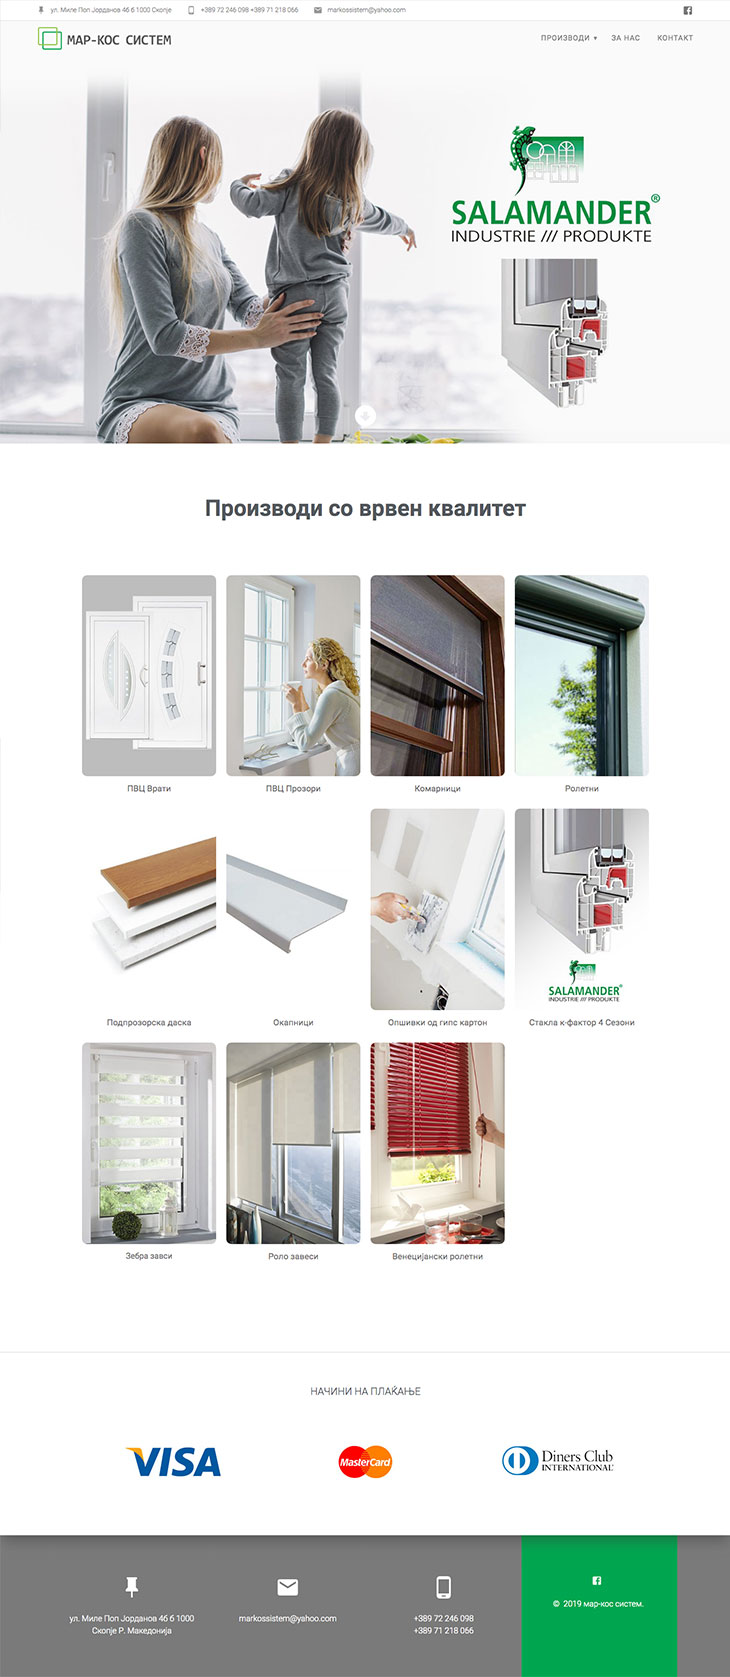 ул. Миле Поп Јорданов 46 б 1000 Скопје
+389 72 246 098 +389 71 218 066
markossistem@yahoo.com
МАР-КОС СИСТЕМ
ПРОИЗВОДИ
ЗА НАС
КОНТАКТ
SALAMANDER®
INDUSTRIE /// PRODUKTE
Производи со врвен квалитет
ПВЦ Врати
ПВЦ Прозори
Комарници
Ролетни
SALAMANDER®
INDUSTRIE /// PRODUKTE
Подпрозорска даска
Окапници
Опшивки од гипс картон
Стакла к-фактор 4 Сезони
Зебра завси
Роло завеси
Венецијански ролетни
НАЧИНИ НА ПЛАЌАЊЕ
VISA
MasterCard
Diners Club
INTERNATIONAL
ул. Миле Поп Јорданов 46 б 1000
Скопје Р. Македонија
markossistem@yahoo.com
+389 72 246 098
+389 71 218 066
© 2019 мар-кос систем.